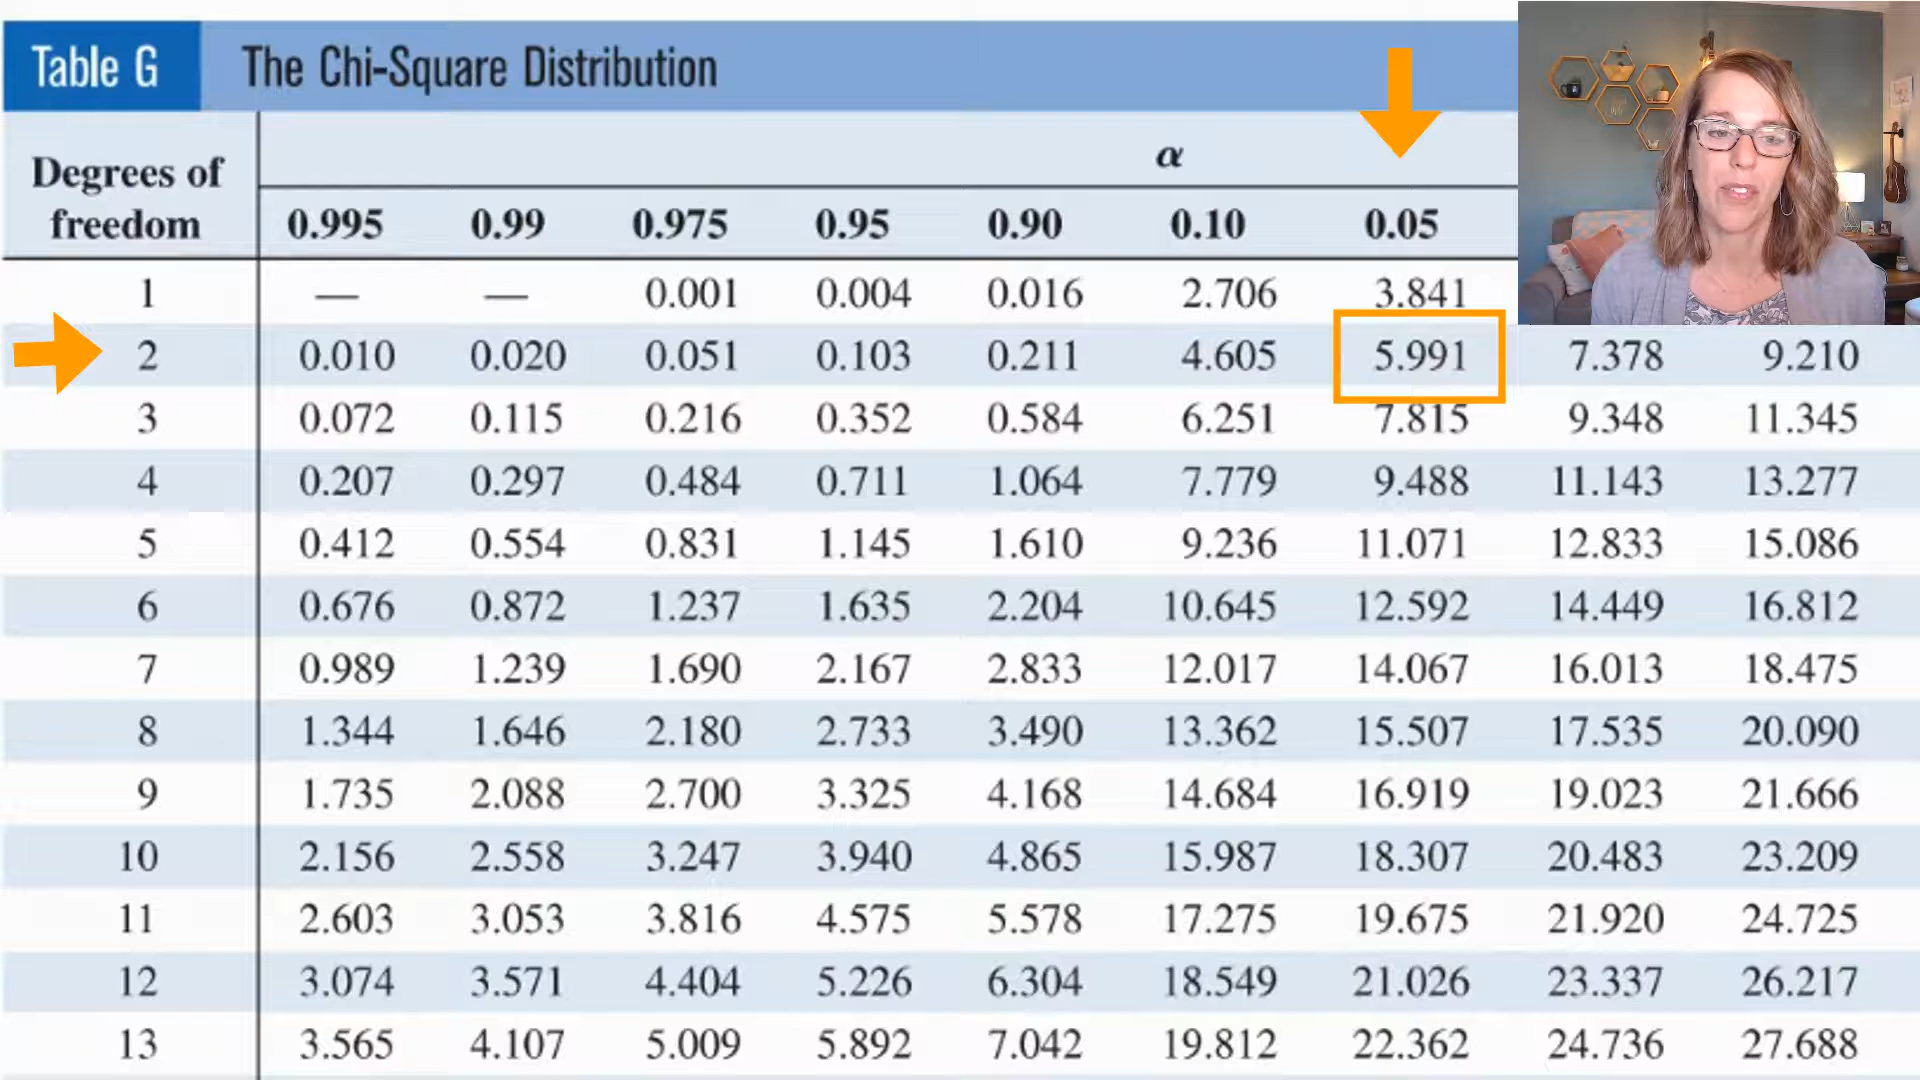 Table G The Chi-Square Distribution
α
Degrees of
freedom 0.995 0.99 0.975 0.95 0.90 0.10 0.05
1 — — 0.001 0.004 0.016 2.706 3.841
2 0.010 0.020 0.051 0.103 0.211 4.605 5.991 7.378 9.210
3 0.072 0.115 0.216 0.352 0.584 6.251 7.815 9.348 11.345
4 0.207 0.297 0.484 0.711 1.064 7.779 9.488 11.143 13.277
5 0.412 0.554 0.831 1.145 1.610 9.236 11.071 12.833 15.086
6 0.676 0.872 1.237 1.635 2.204 10.645 12.592 14.449 16.812
7 0.989 1.239 1.690 2.167 2.833 12.017 14.067 16.013 18.475
8 1.344 1.646 2.180 2.733 3.490 13.362 15.507 17.535 20.090
9 1.735 2.088 2.700 3.325 4.168 14.684 16.919 19.023 21.666
10 2.156 2.558 3.247 3.940 4.865 15.987 18.307 20.483 23.209
11 2.603 3.053 3.816 4.575 5.578 17.275 19.675 21.920 24.725
12 3.074 3.571 4.404 5.226 6.304 18.549 21.026 23.337 26.217
13 3.565 4.107 5.009 5.892 7.042 19.812 22.362 24.736 27.688